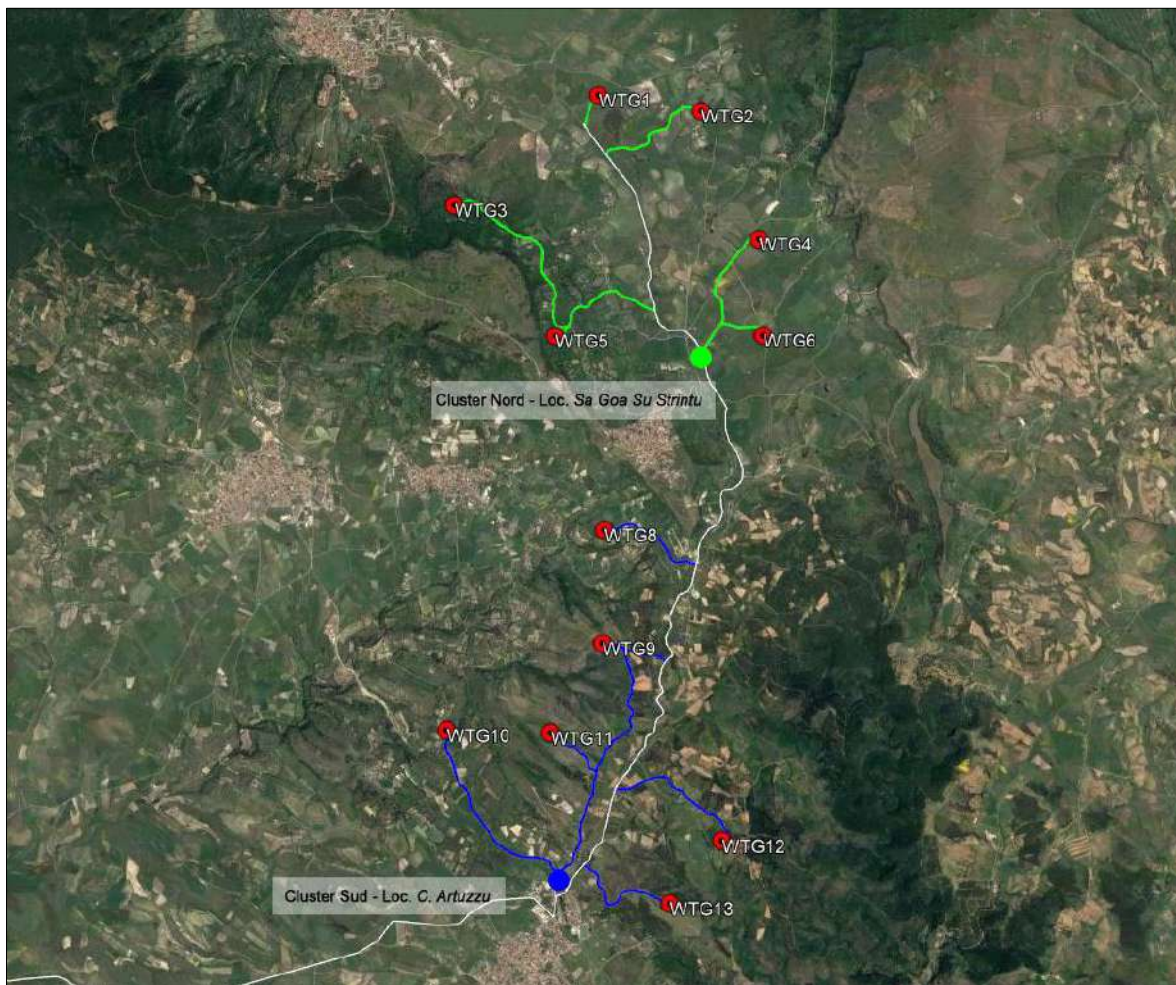 WTG1
WTG2
WTG3
WTG4
WTG5
WTG6
Cluster Nord - Loc. Sa Goa Su Strintu
WTG8
WTG9
WTG10
WTG11
WTG12
Cluster Sud - Loc. C. Artuzzu
WTG13